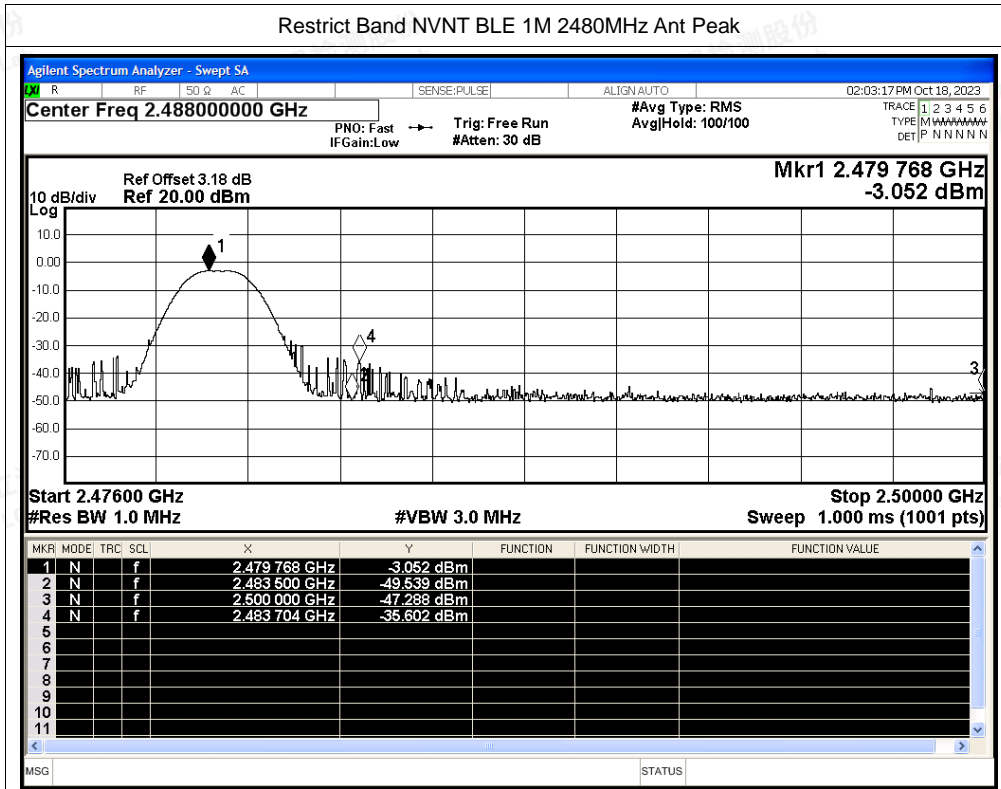 Restrict Band NVNT BLE 1M 2480MHz Ant Peak
Agilent Spectrum Analyzer - Swept SA
LXI R RF 50 Ω AC SENSE:PULSE ALIGN AUTO 02:03:17 PM Oct 18, 2023
Center Freq 2.488000000 GHz #Avg Type: RMS TRACE 1 2 3 4 5 6
PNO: Fast Trig: Free Run Avg|Hold: 100/100 TYPE M
IFGain:Low #Atten: 30 dB DET P N N N N N
Mkr1 2.479 768 GHz
-3.052 dBm
Ref Offset 3.18 dB
10 dB/div Ref 20.00 dBm
Log
10.0
1
0.00
-10.0
-20.0
-30.0
4
-40.0
3
-50.0
-60.0
-70.0
Start 2.47600 GHz Stop 2.50000 GHz
#Res BW 1.0 MHz #VBW 3.0 MHz Sweep 1.000 ms (1001 pts)
MKR MODE TRC SCL X Y FUNCTION FUNCTION WIDTH FUNCTION VALUE
1 N f 2.479 768 GHz -3.052 dBm
2 N f 2.483 500 GHz -49.539 dBm
3 N f 2.500 000 GHz -47.288 dBm
4 N f 2.483 704 GHz -35.602 dBm
5
6
7
8
9
10
11
MSG STATUS